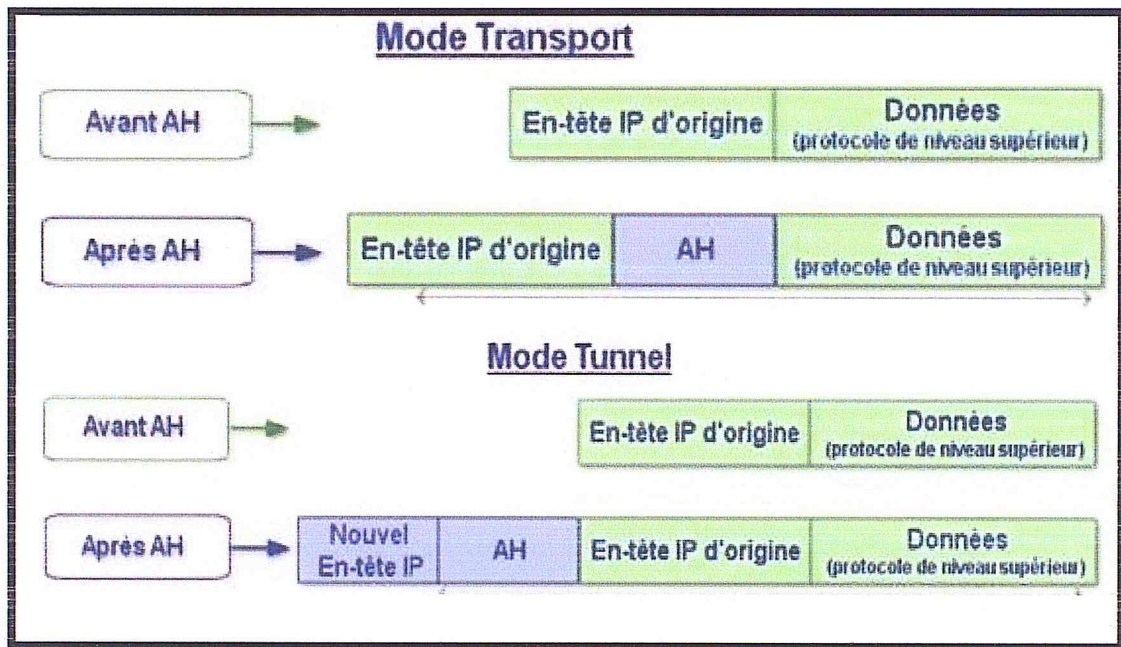 Mode Transport
Avant AH
En-tête IP d'origine
Données
(protocole de niveau supérieur)
Après AH
En-tête IP d'origine
AH
Données
(protocole de niveau supérieur)
Mode Tunnel
Avant AH
En-tête IP d'origine
Données
(protocole de niveau supérieur)
Après AH
Nouvel
En-tête IP
AH
En-tête IP d'origine
Données
(protocole de niveau supérieur)